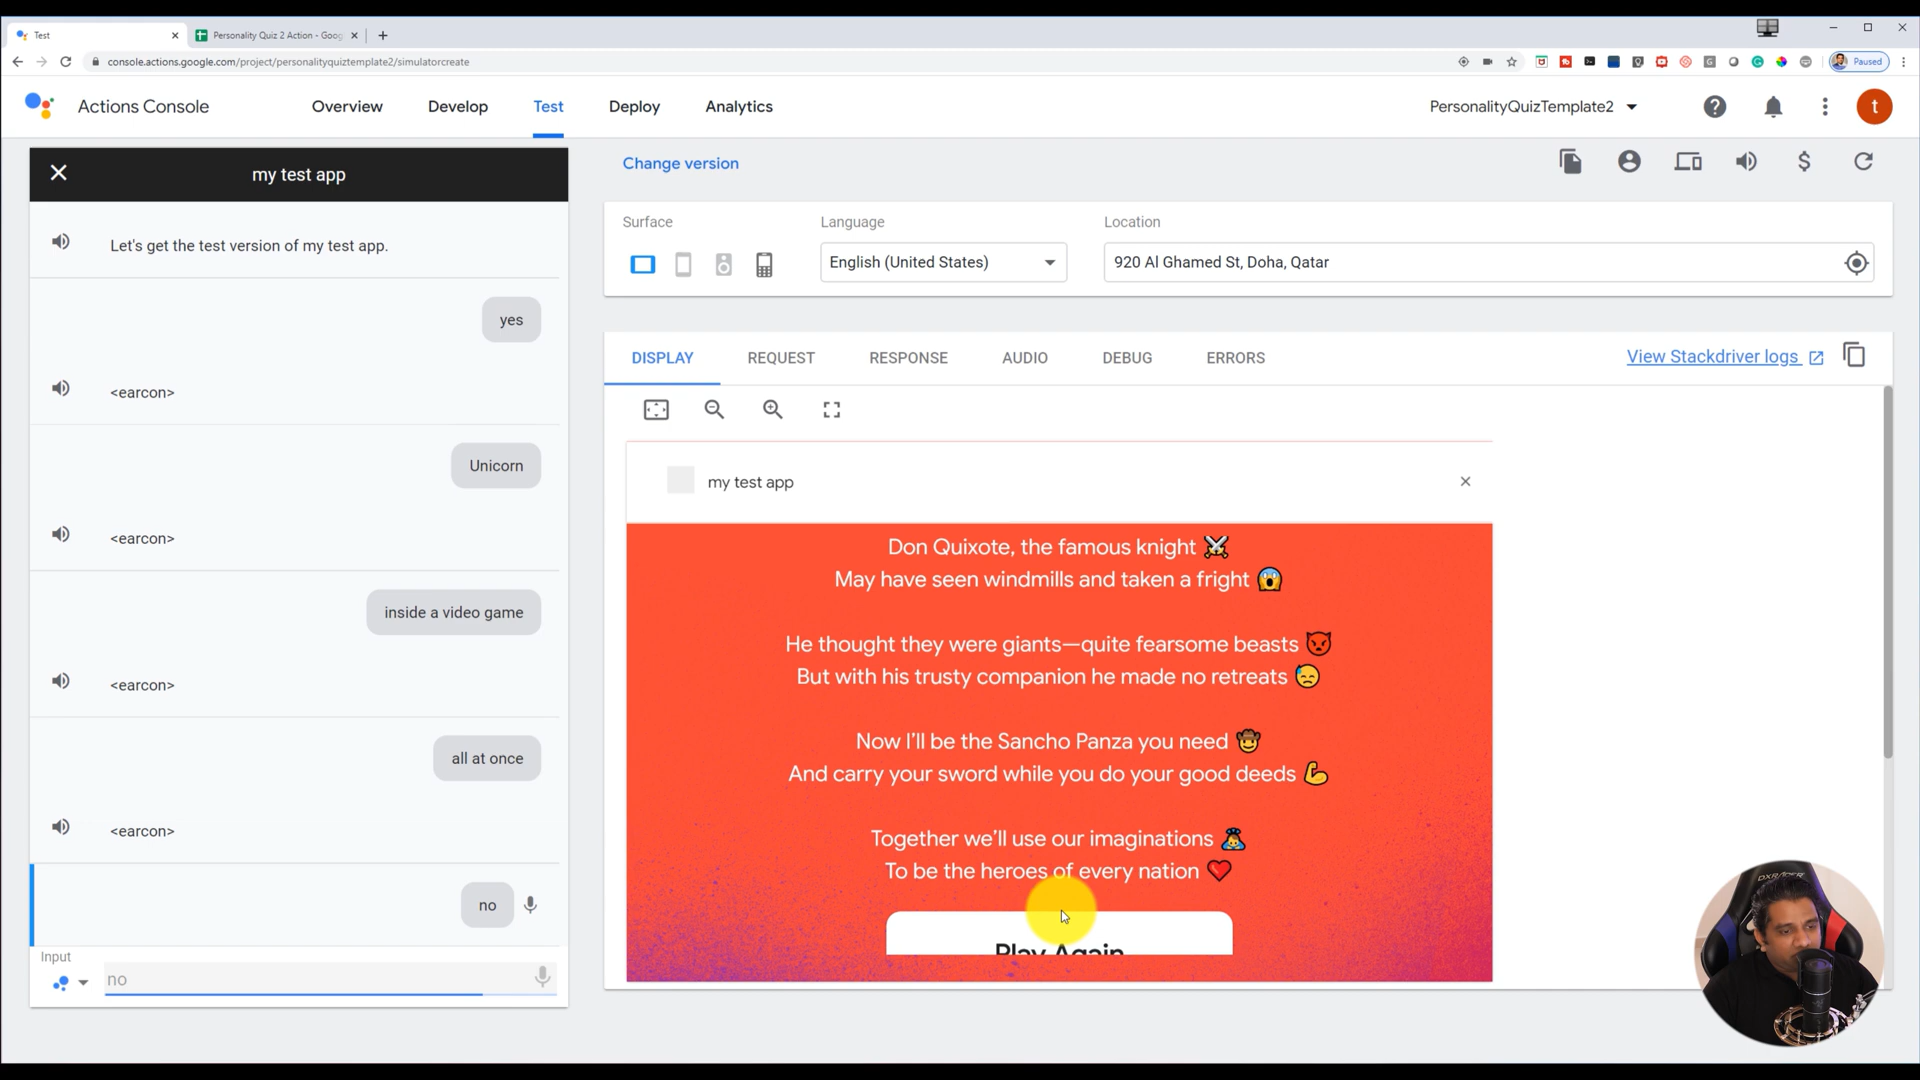 Test
Personality Quiz 2 Action - Goog
console.actions.google.com/project/personalityquiztemplate2/simulatorcreate
Paused
Actions Console
Overview
Develop
Test
Deploy
Analytics
PersonalityQuizTemplate2
t
my test app
Let's get the test version of my test app.
yes
<earcon>
Unicorn
<earcon>
inside a video game
<earcon>
all at once
<earcon>
no
Input
no
Change version
Surface
Language
Location
English (United States)
920 Al Ghamed St, Doha, Qatar
DISPLAY
REQUEST
RESPONSE
AUDIO
DEBUG
ERRORS
View Stackdriver logs
my test app
Don Quixote, the famous knight ⚔️
May have seen windmills and taken a fright 😱
He thought they were giants—quite fearsome beasts 👿
But with his trusty companion he made no retreats 😓
Now I'll be the Sancho Panza you need 🤠
And carry your sword while you do your good deeds 💪
Together we'll use our imaginations 🙇
To be the heroes of every nation ❤️
Play Again
DXRACER